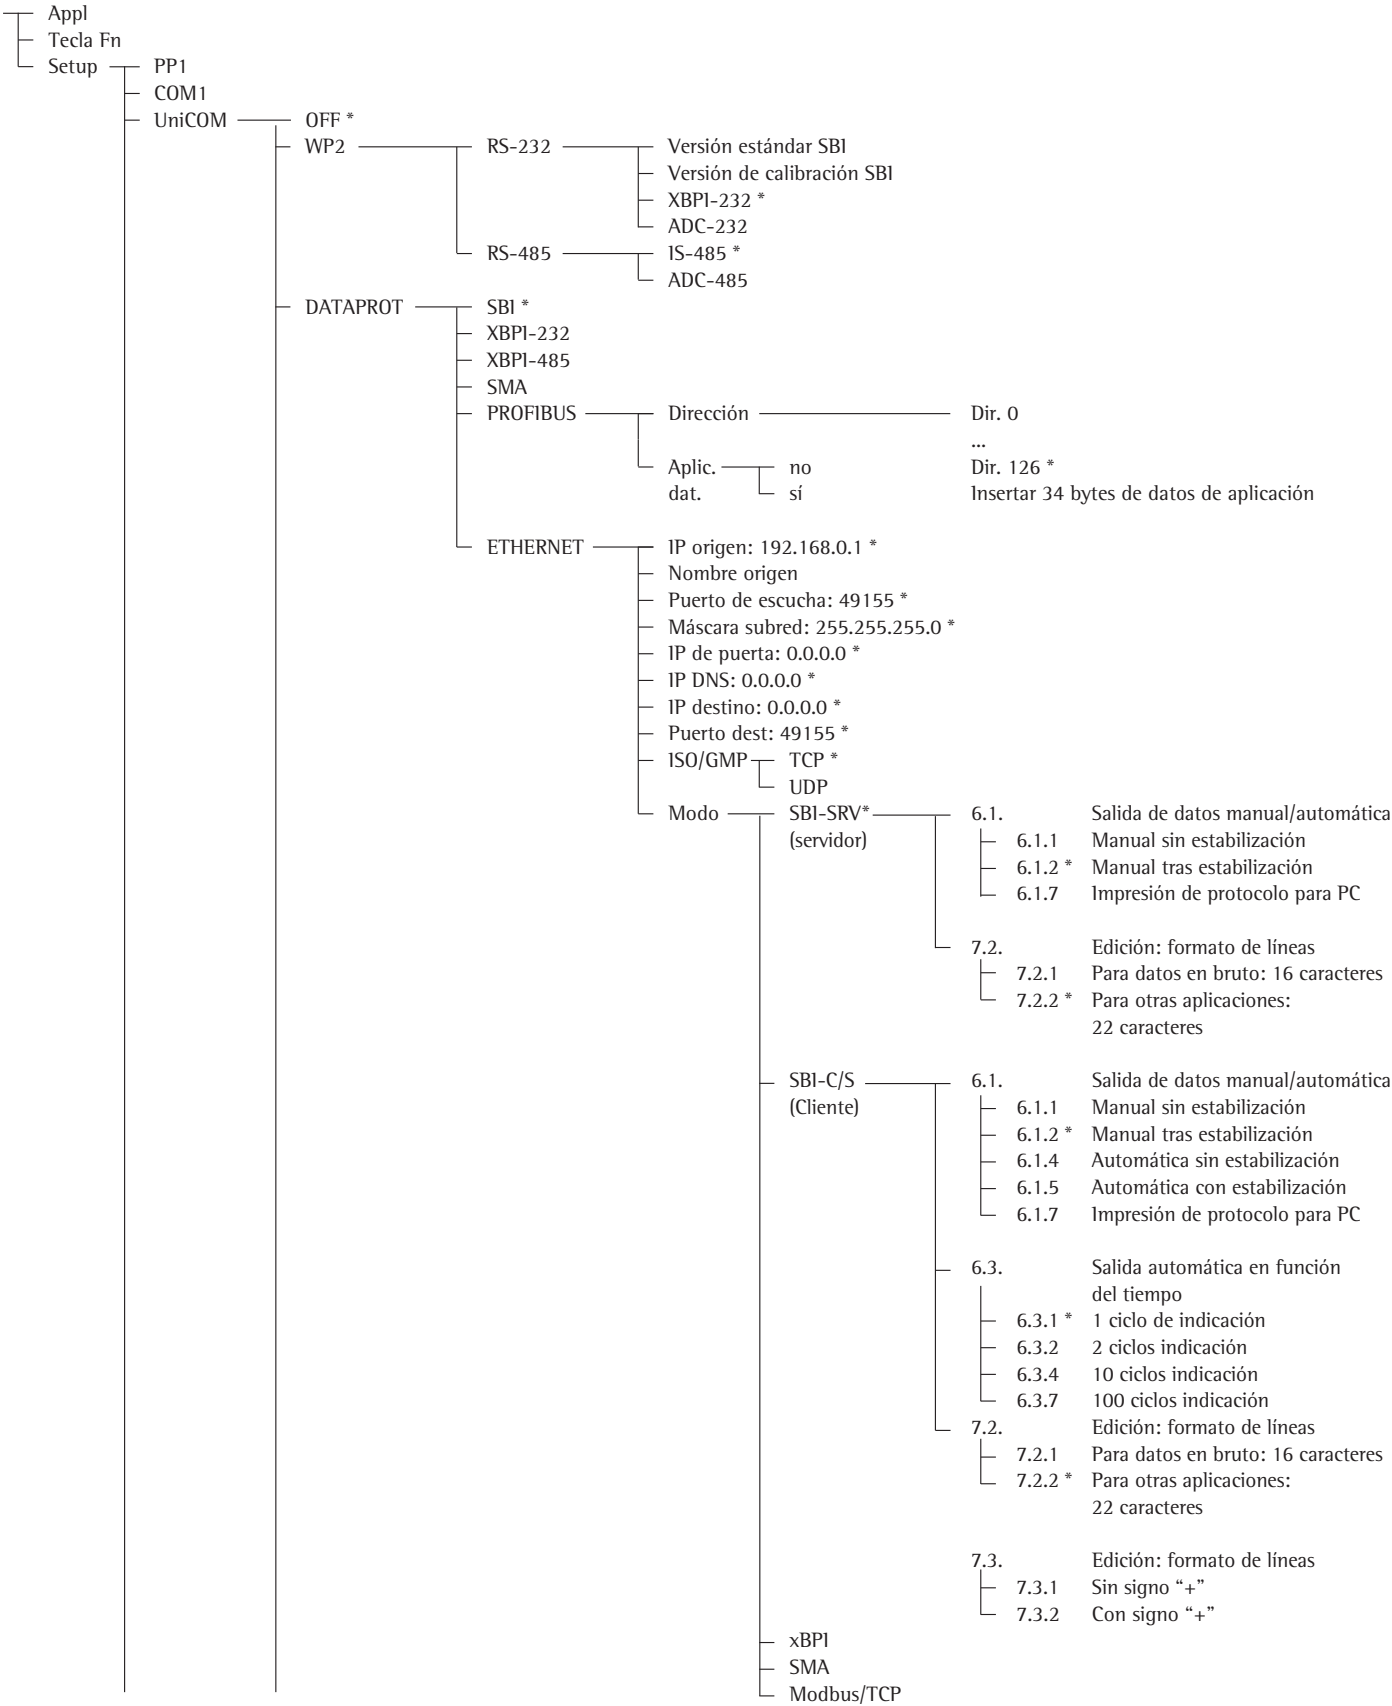 Appl
Tecla Fn
Setup PP1
COM1
UniCOM OFF *
WP2 RS-232 Versión estándar SBI
Versión de calibración SBI
XBPI-232 *
ADC-232
RS-485 IS-485 *
ADC-485
DATAPROT SBI *
XBPI-232
XBPI-485
SMA
PROFIBUS Dirección Dir. 0
...
Aplic. no Dir. 126 *
dat. sí Insertar 34 bytes de datos de aplicación
ETHERNET IP origen: 192.168.0.1 *
Nombre origen
Puerto de escucha: 49155 *
Máscara subred: 255.255.255.0 *
IP de puerta: 0.0.0.0 *
IP DNS: 0.0.0.0 *
IP destino: 0.0.0.0 *
Puerto dest: 49155 *
ISO/GMP TCP *
UDP
Modo SBI-SRV* 6.1. Salida de datos manual/automática
(servidor) 6.1.1 Manual sin estabilización
6.1.2 * Manual tras estabilización
6.1.7 Impresión de protocolo para PC
7.2. Edición: formato de líneas
7.2.1 Para datos en bruto: 16 caracteres
7.2.2 * Para otras aplicaciones:
22 caracteres
SBI-C/S 6.1. Salida de datos manual/automática
(Cliente) 6.1.1 Manual sin estabilización
6.1.2 * Manual tras estabilización
6.1.4 Automática sin estabilización
6.1.5 Automática con estabilización
6.1.7 Impresión de protocolo para PC
6.3. Salida automática en función
del tiempo
6.3.1 * 1 ciclo de indicación
6.3.2 2 ciclos indicación
6.3.4 10 ciclos indicación
6.3.7 100 ciclos indicación
7.2. Edición: formato de líneas
7.2.1 Para datos en bruto: 16 caracteres
7.2.2 * Para otras aplicaciones:
22 caracteres
7.3. Edición: formato de líneas
7.3.1 Sin signo “+”
7.3.2 Con signo “+”
xBPI
SMA
Modbus/TCP